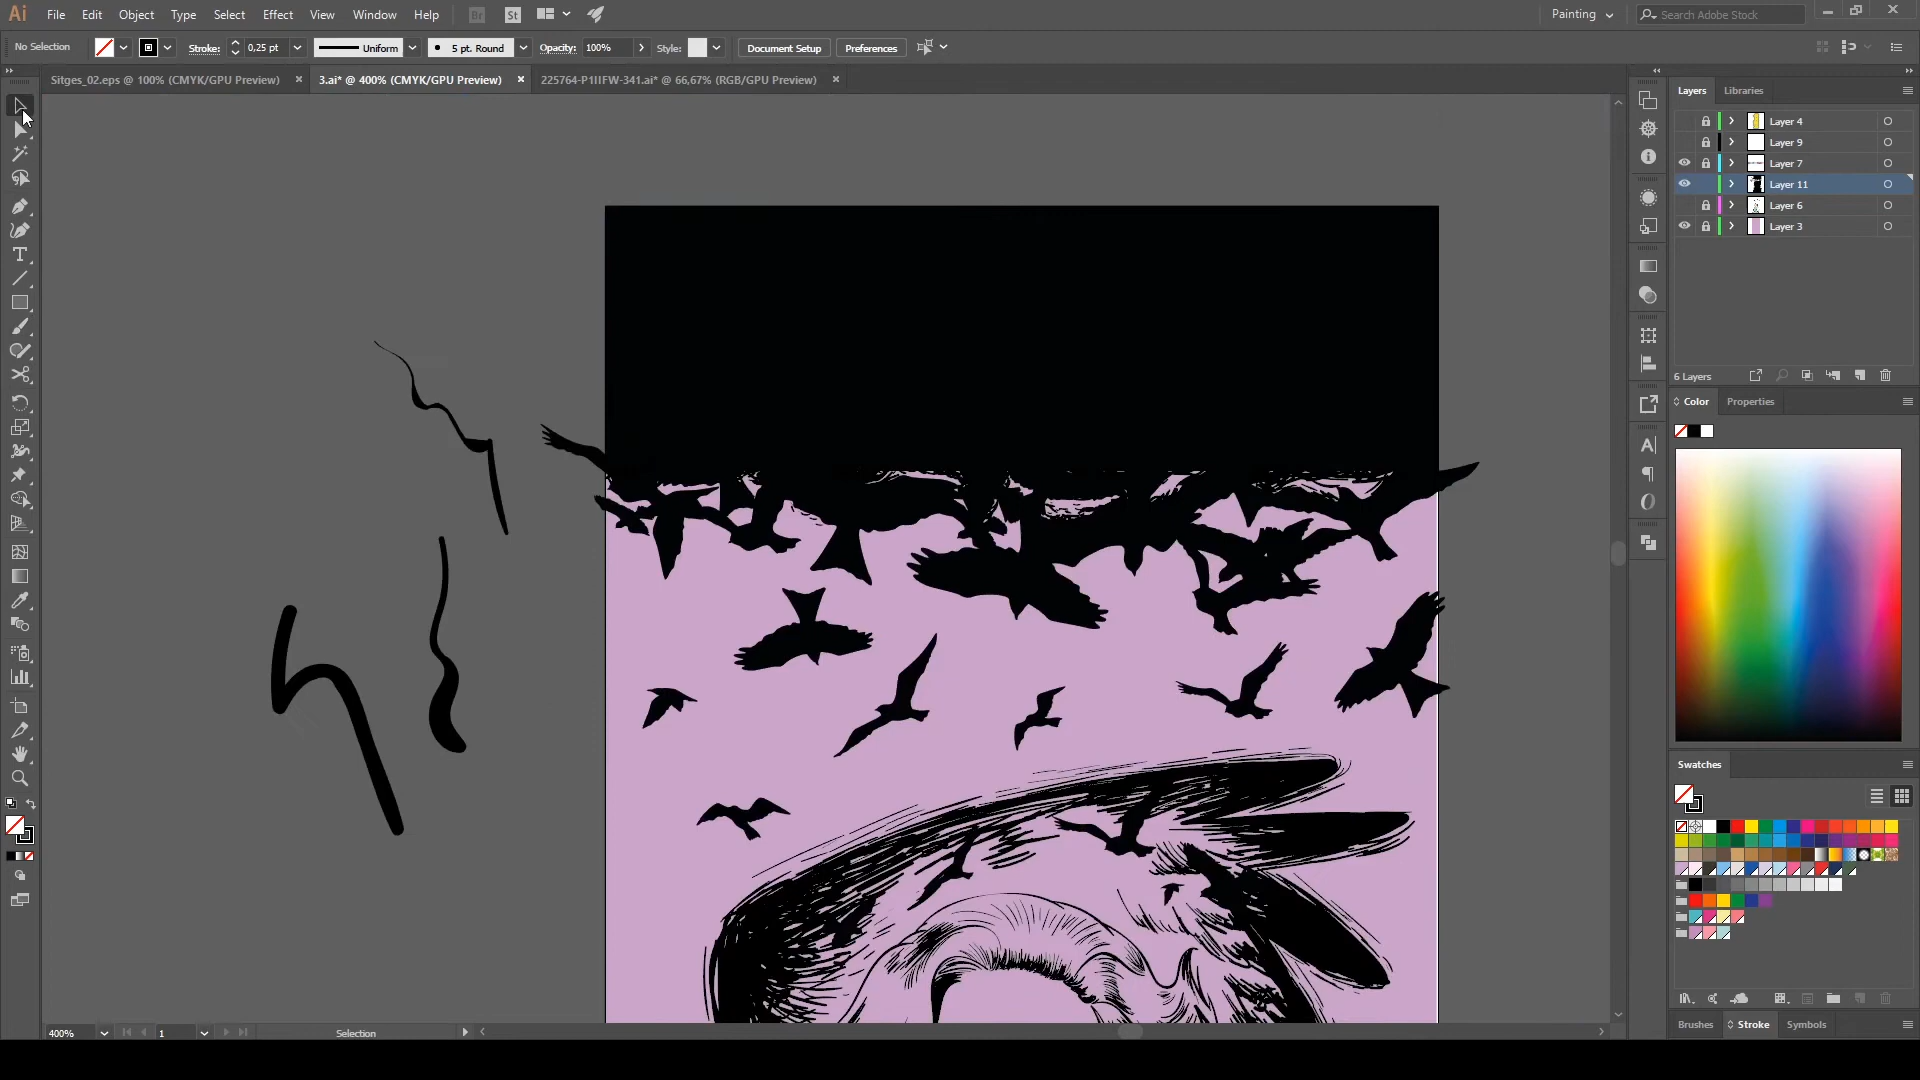 Ai File Edit Object Type Select Effect View Window Help Br St Painting Search Adobe Stock
No Selection Stroke: 0,25 pt Uniform 5 pt. Round Opacity: 100% Style: Document Setup Preferences
Sitges_02.eps @ 100% (CMYK/GPU Preview) × 3.ai* @ 400% (CMYK/GPU Preview) × 225764-P1IIFW-341.ai* @ 66,67% (RGB/GPU Preview) ×
Layers Libraries
Layer 4
Layer 9
Layer 7
Layer 11
Layer 6
Layer 3
6 Layers
Color Properties
Swatches
400% 1 Selection
Brushes Stroke Symbols